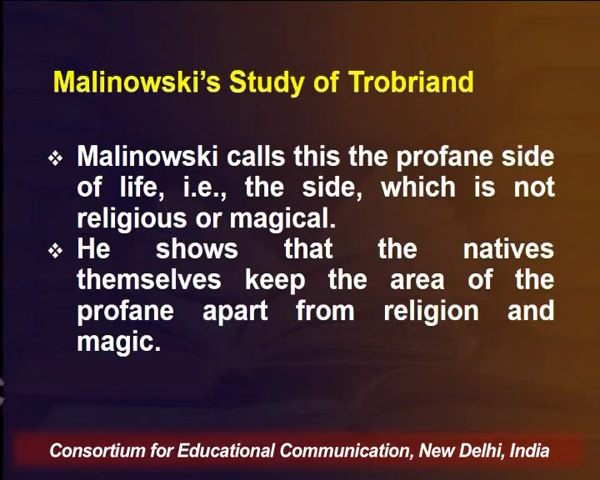 Malinowski's Study of Trobriand
❖ Malinowski calls this the profane side
of life, i.e., the side, which is not
religious or magical.
❖ He shows that the natives
themselves keep the area of the
profane apart from religion and
magic.
Consortium for Educational Communication, New Delhi, India